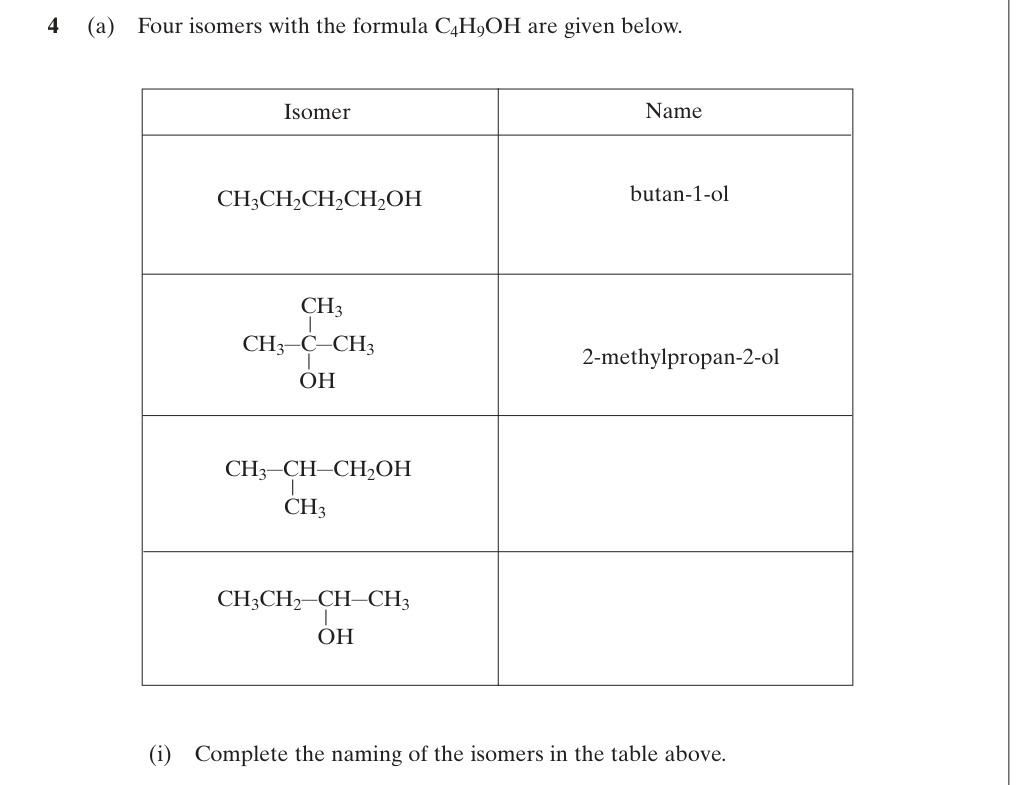 4 (a) Four isomers with the formula C₄H₉OH are given below.
Isomer Name
CH₃CH₂CH₂CH₂OH butan-1-ol
CH₃
CH₃–C–CH₃ 2-methylpropan-2-ol
OH
CH₃–CH–CH₂OH
CH₃
CH₃CH₂–CH–CH₃
OH
(i) Complete the naming of the isomers in the table above.